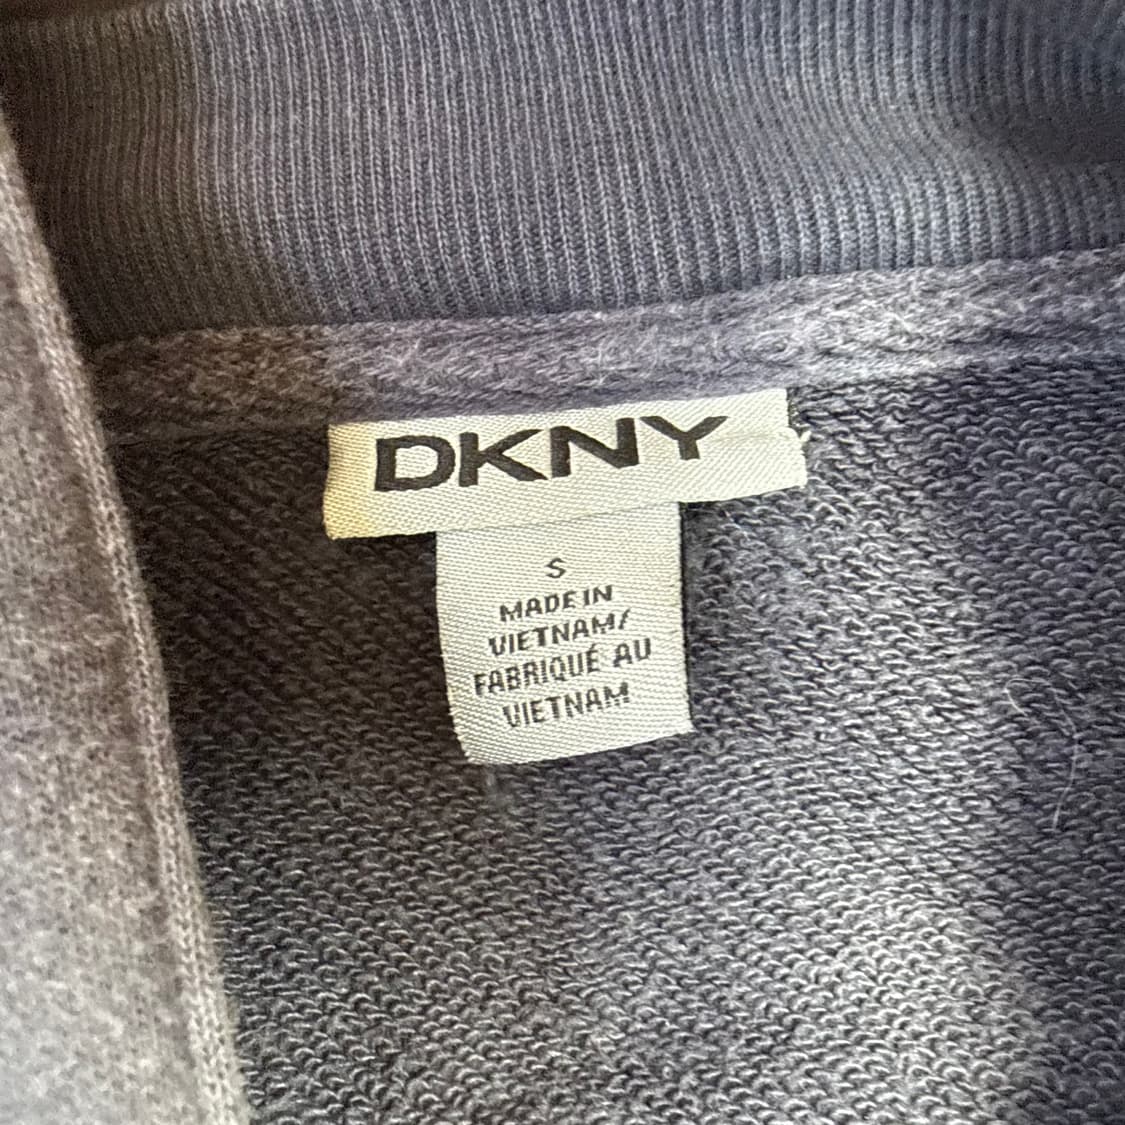 DKNY
S
MADE IN
VIETNAM/
FABRIQUÉ AU
VIETNAM